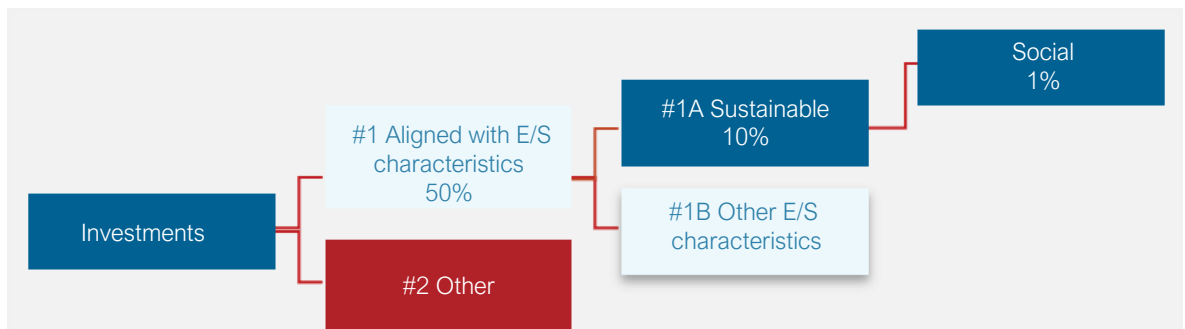 Investments
#1 Aligned with E/S
characteristics
50%
#2 Other
#1A Sustainable
10%
#1B Other E/S
characteristics
Social
1%